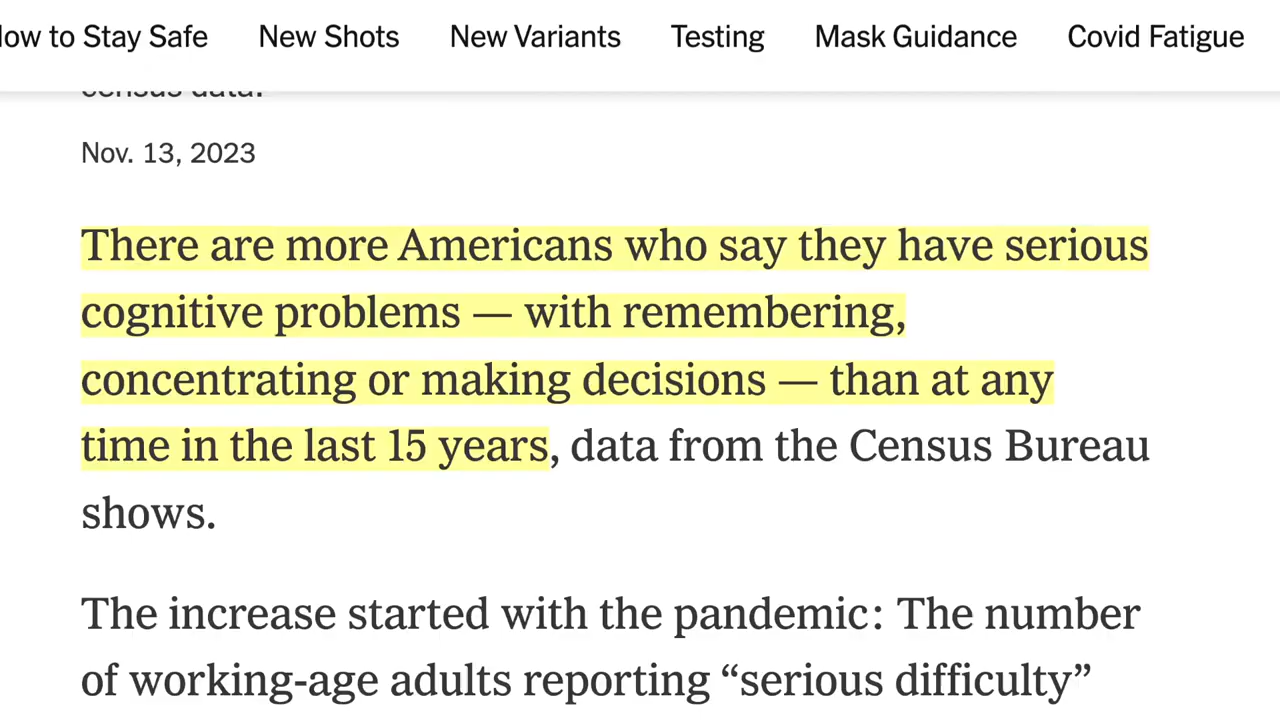 ow to Stay Safe New Shots New Variants Testing Mask Guidance Covid Fatigue
census data.
Nov. 13, 2023
There are more Americans who say they have serious
cognitive problems — with remembering,
concentrating or making decisions — than at any
time in the last 15 years, data from the Census Bureau
shows.
The increase started with the pandemic: The number
of working-age adults reporting “serious difficulty”